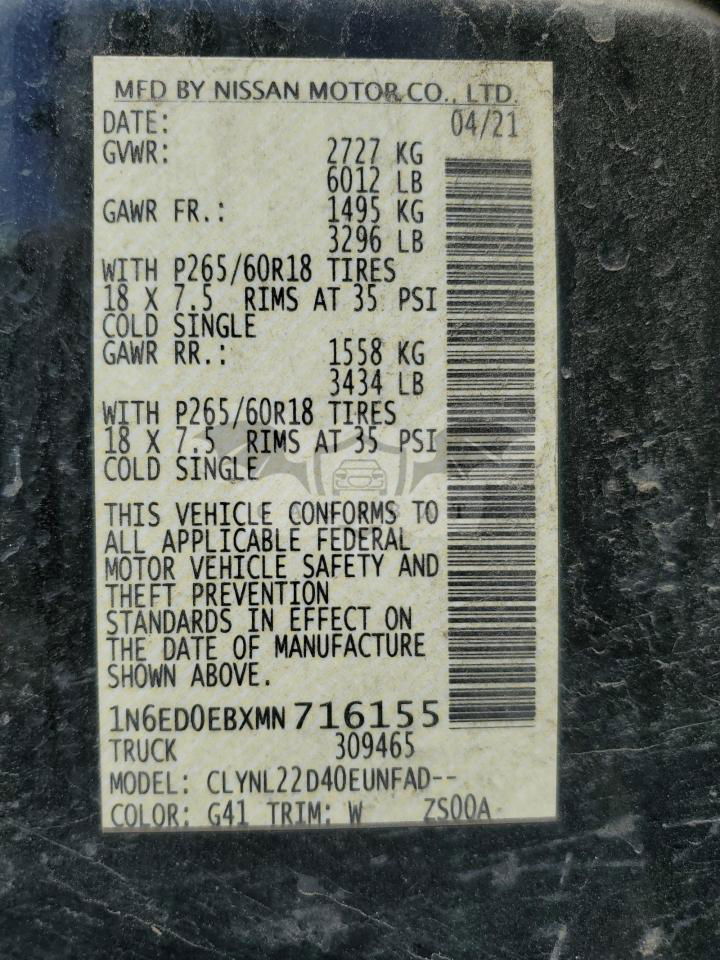 MFD BY NISSAN MOTOR CO., LTD.
DATE: 04/21
GVWR: 2727 KG
6012 LB
GAWR FR.: 1495 KG
3296 LB
WITH P265/60R18 TIRES
18 X 7.5 RIMS AT 35 PSI
COLD SINGLE
GAWR RR.: 1558 KG
3434 LB
WITH P265/60R18 TIRES
18 X 7.5 RIMS AT 35 PSI
COLD SINGLE
THIS VEHICLE CONFORMS TO
ALL APPLICABLE FEDERAL
MOTOR VEHICLE SAFETY AND
THEFT PREVENTION
STANDARDS IN EFFECT ON
THE DATE OF MANUFACTURE
SHOWN ABOVE.
1N6ED0EBXMN716155
TRUCK 309465
MODEL: CLYNL22D40EUNFAD--
COLOR: G41 TRIM: W ZS00A